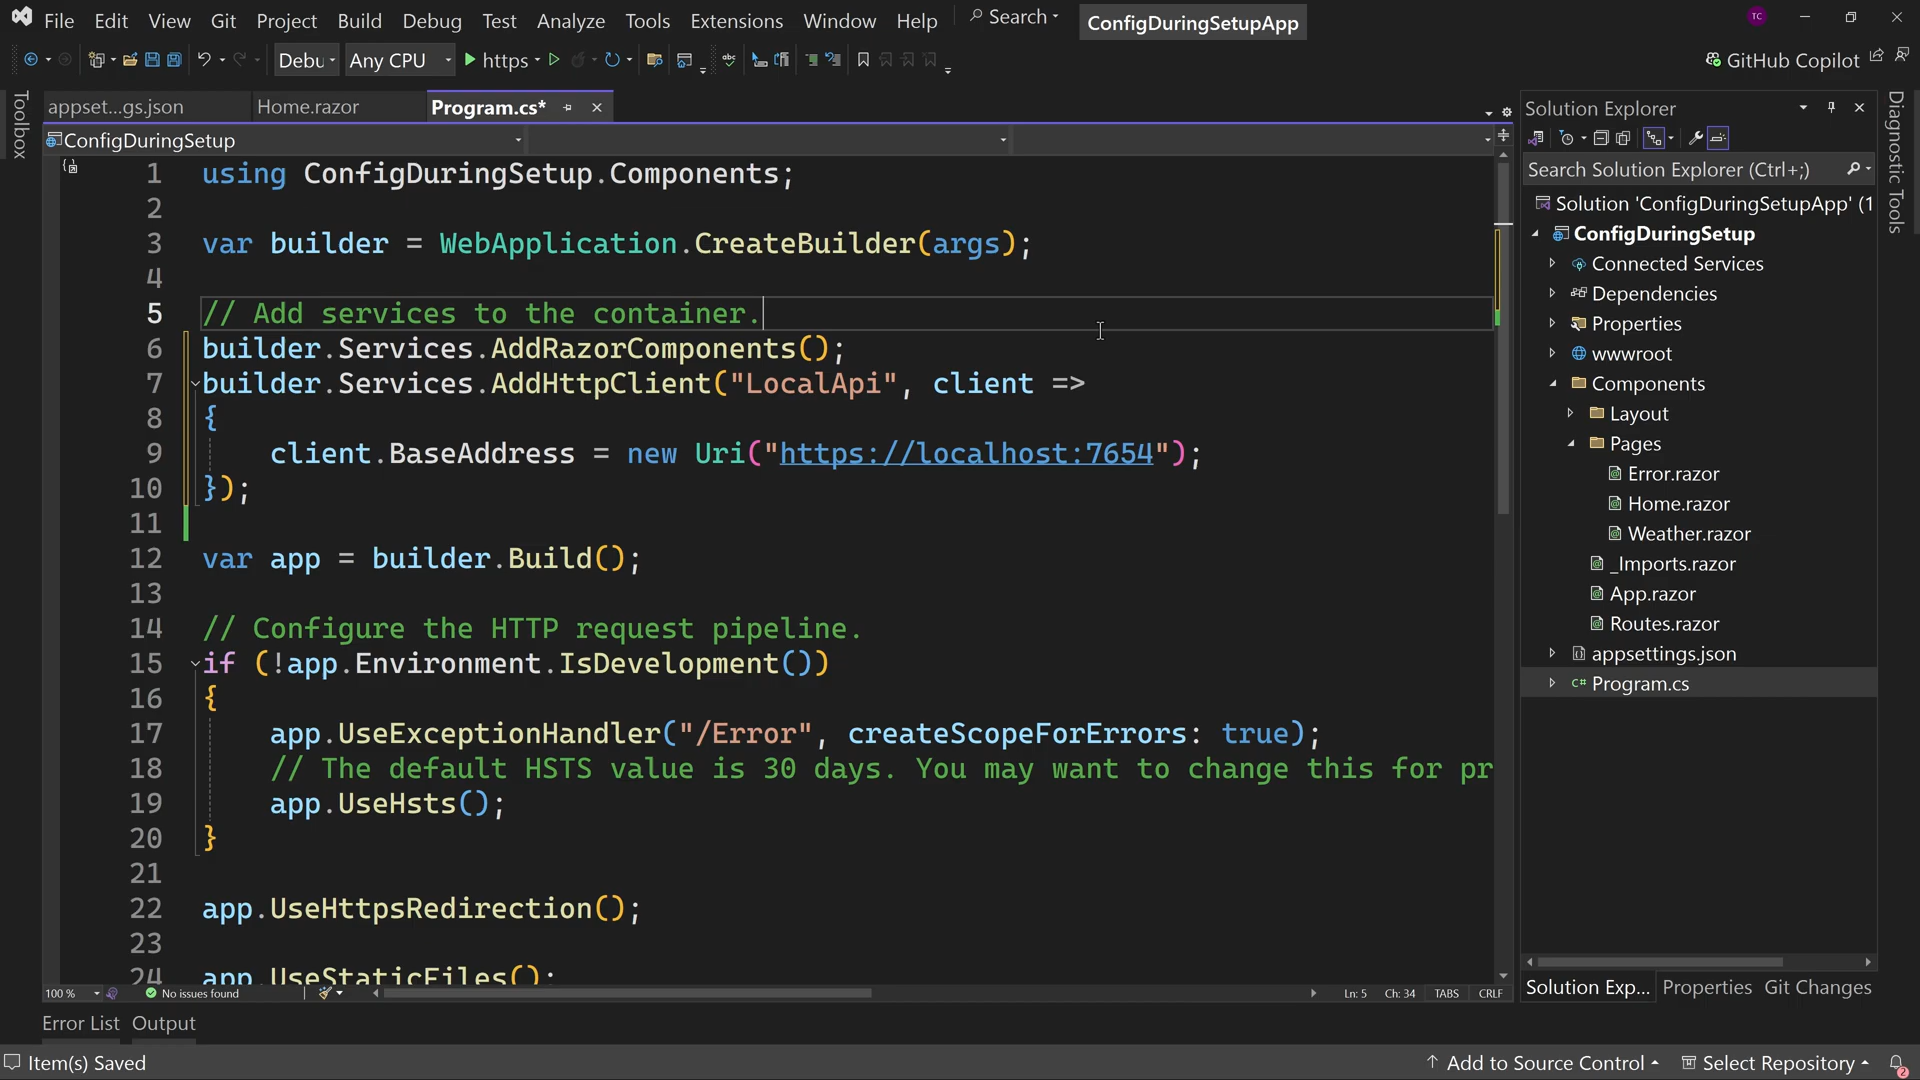 File Edit View Git Project Build Debug Test Analyze Tools Extensions Window Help Search ConfigDuringSetupApp TC
Debu Any CPU https GitHub Copilot
Toolbox
appset...gs.json Home.razor Program.cs*
ConfigDuringSetup
1 using ConfigDuringSetup.Components;
2
3 var builder = WebApplication.CreateBuilder(args);
4
5 // Add services to the container.
6 builder.Services.AddRazorComponents();
7 builder.Services.AddHttpClient("LocalApi", client =>
8 {
9 client.BaseAddress = new Uri("https://localhost:7654");
10 });
11
12 var app = builder.Build();
13
14 // Configure the HTTP request pipeline.
15 if (!app.Environment.IsDevelopment())
16 {
17 app.UseExceptionHandler("/Error", createScopeForErrors: true);
18 // The default HSTS value is 30 days. You may want to change this for pr
19 app.UseHsts();
20 }
21
22 app.UseHttpsRedirection();
23
24 app.UseStaticFiles();
100 % No issues found Ln: 5 Ch: 34 TABS CRLF
Solution Explorer
Search Solution Explorer (Ctrl+;)
Solution 'ConfigDuringSetupApp' (1
ConfigDuringSetup
Connected Services
Dependencies
Properties
wwwroot
Components
Layout
Pages
Error.razor
Home.razor
Weather.razor
_Imports.razor
App.razor
Routes.razor
appsettings.json
C# Program.cs
Solution Exp... Properties Git Changes
Diagnostic Tools
Error List Output
Item(s) Saved Add to Source Control Select Repository 2